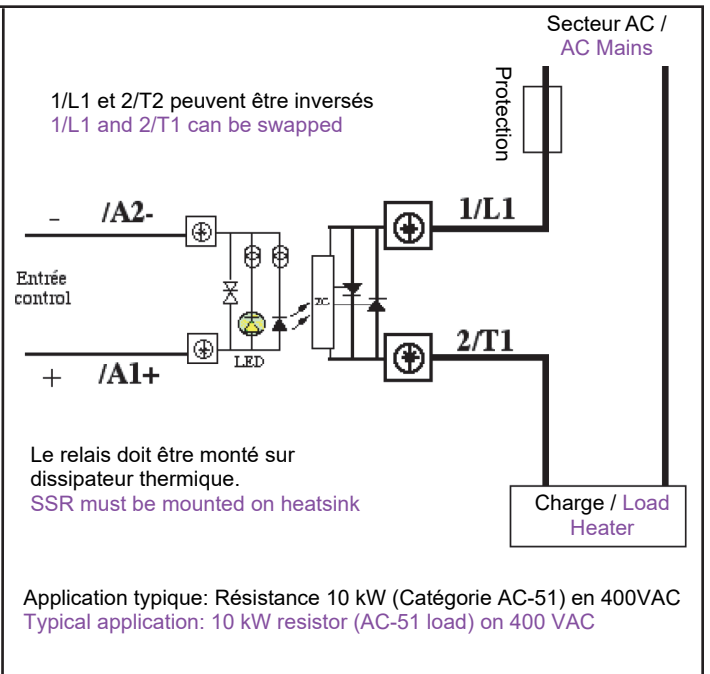 Secteur AC /
AC Mains
1/L1 et 2/T2 peuvent être inversés
1/L1 and 2/T1 can be swapped
Protection
- /A2-
1/L1
Entrée
control
ZC
LED
2/T1
+ /A1+
Le relais doit être monté sur
dissipateur thermique.
SSR must be mounted on heatsink
Charge / Load
Heater
Application typique: Résistance 10 kW (Catégorie AC-51) en 400VAC
Typical application: 10 kW resistor (AC-51 load) on 400 VAC